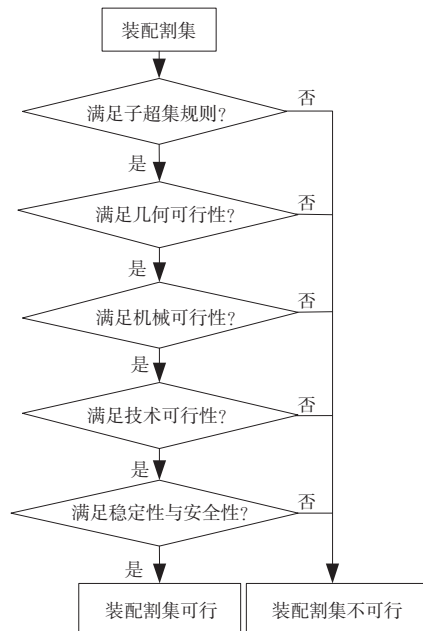 装配割集
满足子超集规则?
否
是
满足几何可行性?
否
是
满足机械可行性?
否
是
满足技术可行性?
否
是
满足稳定性与安全性?
否
是
装配割集可行
装配割集不可行